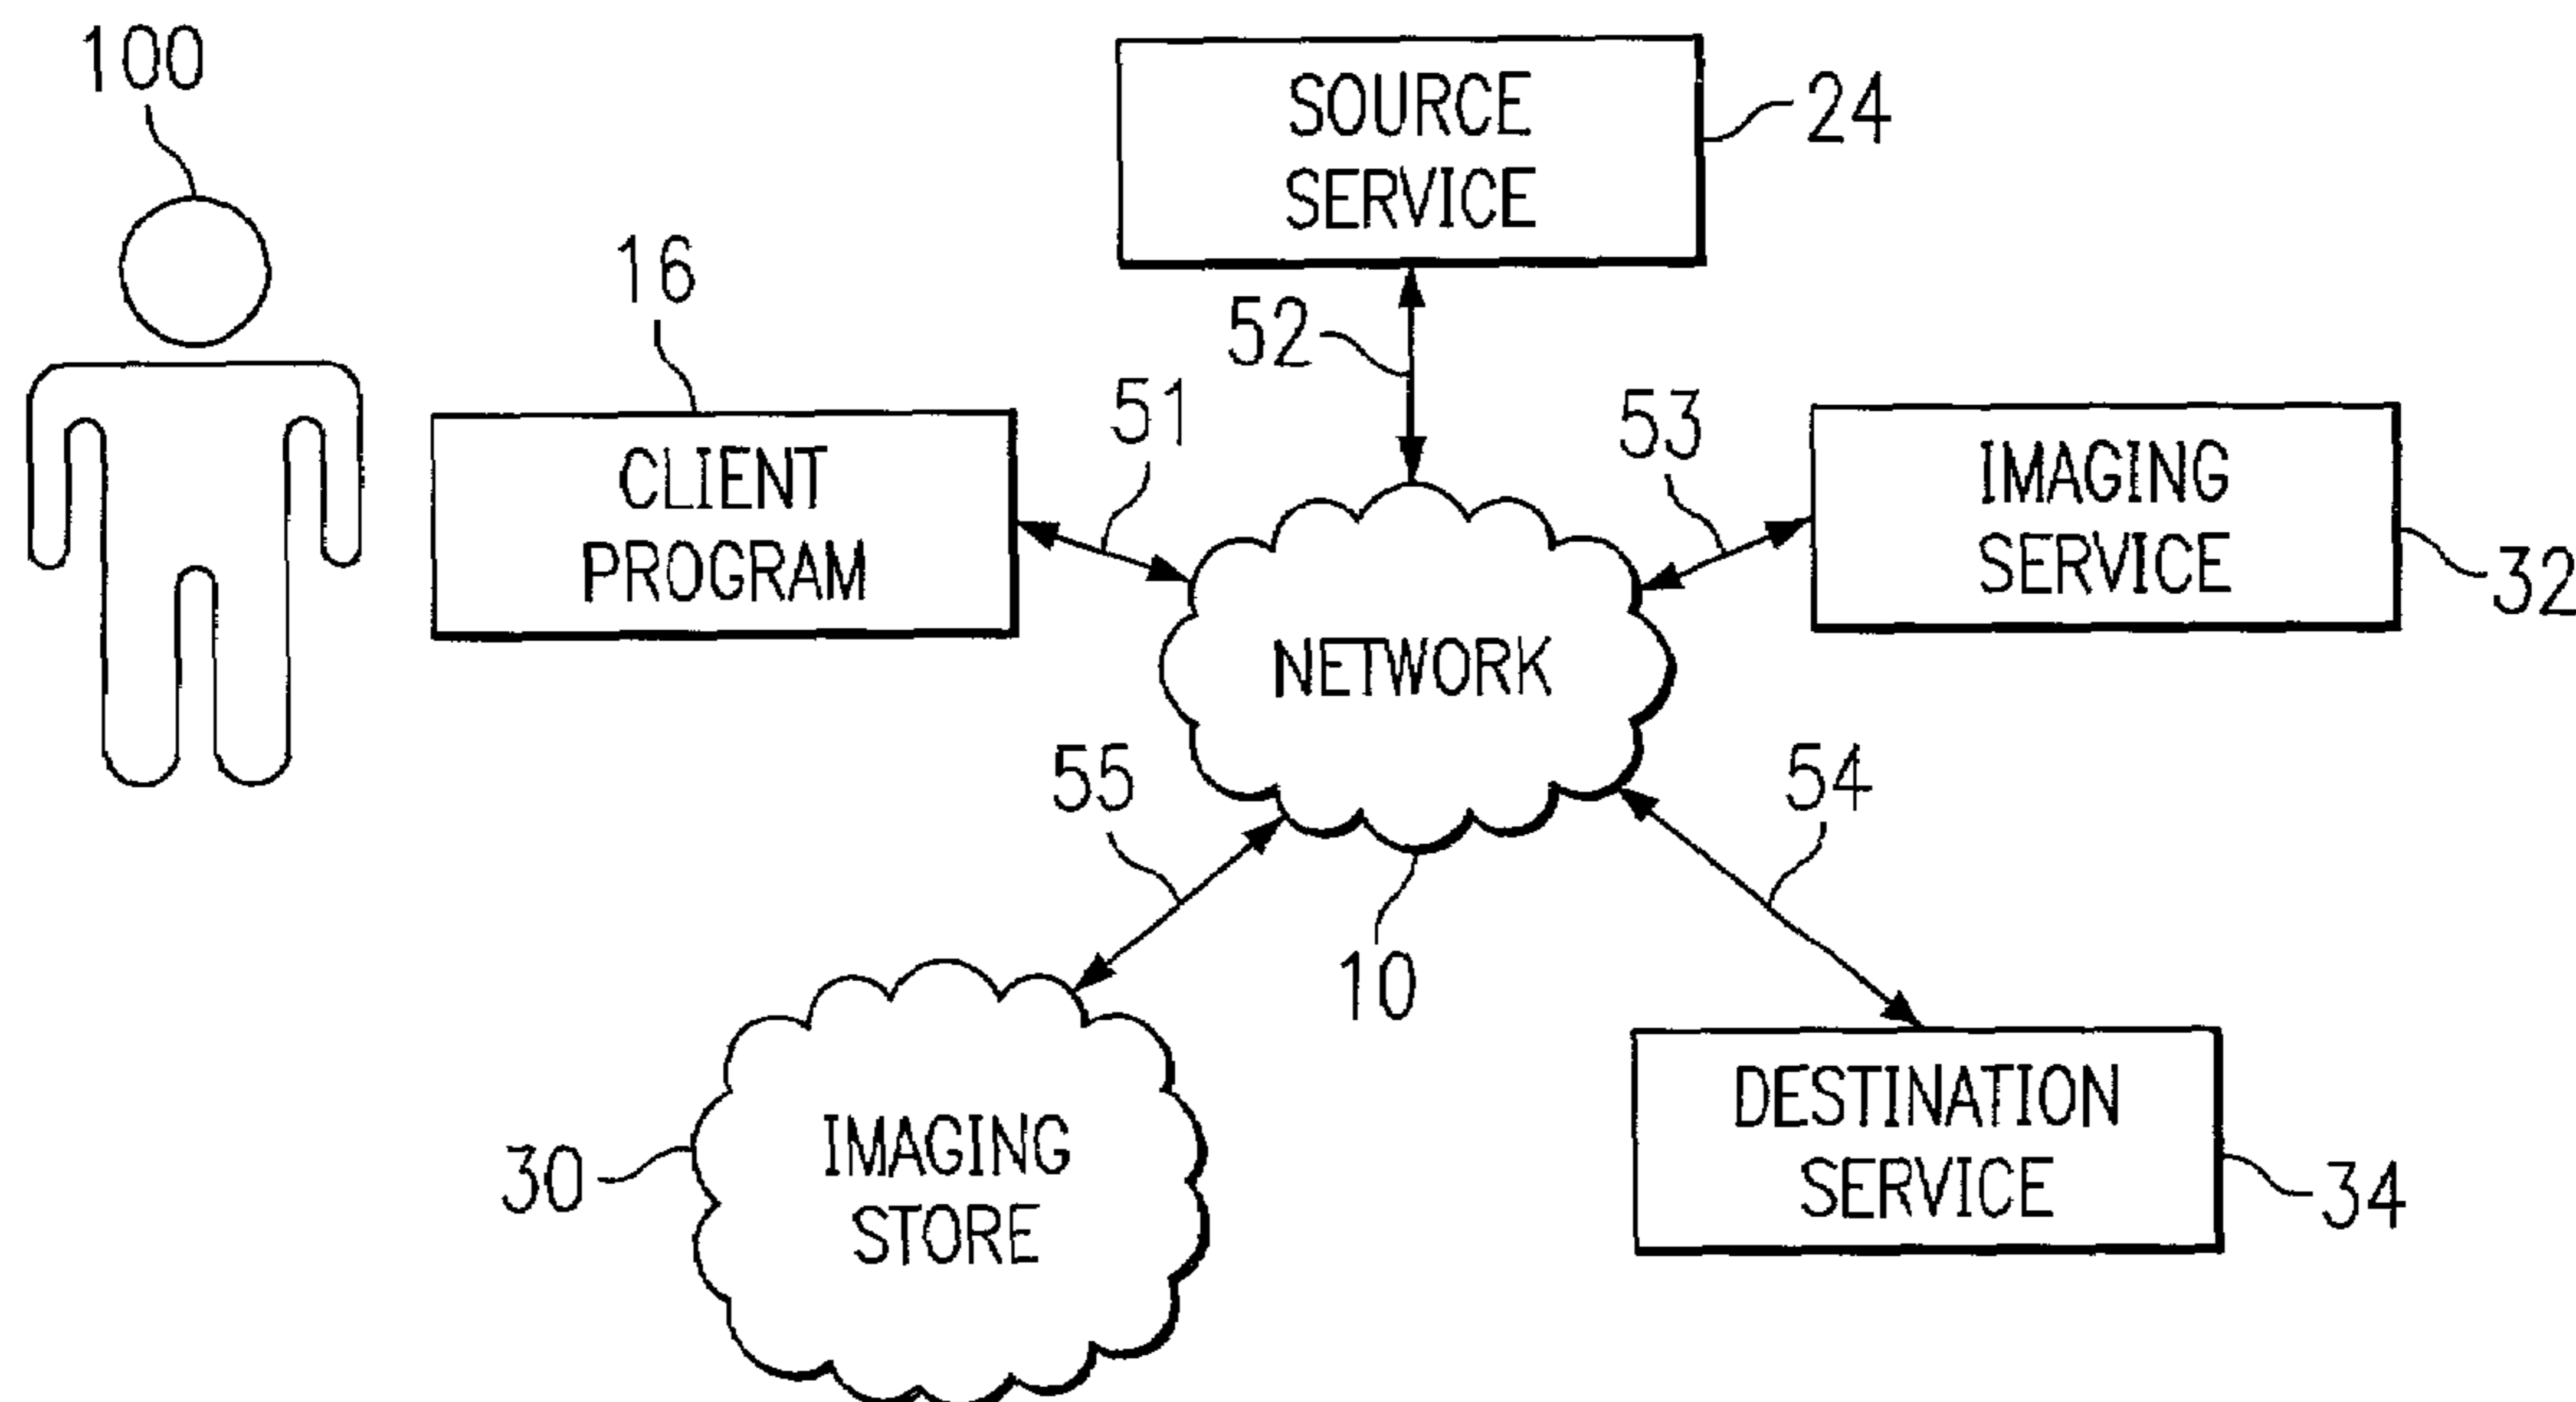 100
SOURCE
SERVICE
24
16
52
CLIENT
PROGRAM
51
53
IMAGING
SERVICE
32
NETWORK
55
54
10
30
IMAGING
STORE
DESTINATION
SERVICE
34